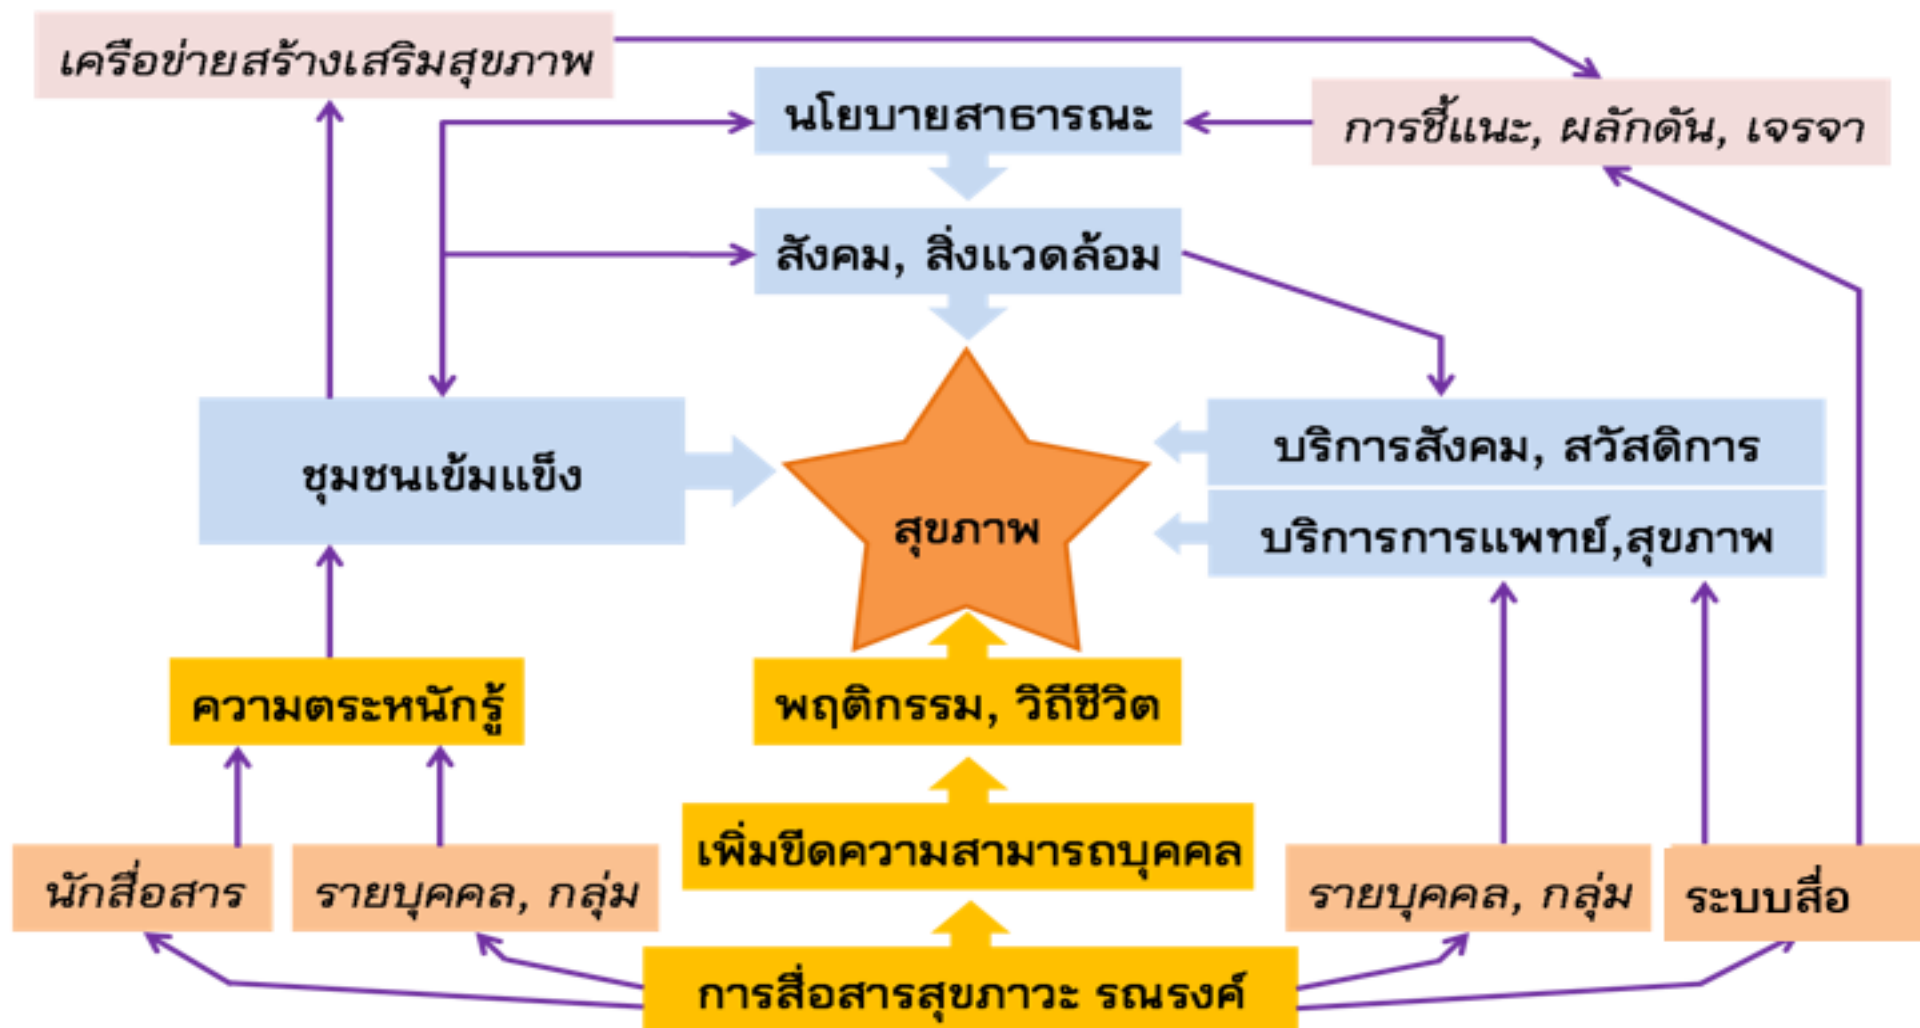 เครือข่ายสร้างเสริมสุขภาพ
นโยบายสาธารณะ
การชี้แนะ, ผลักดัน, เจรจา
สังคม, สิ่งแวดล้อม
ชุมชนเข้มแข็ง
สุขภาพ
บริการสังคม, สวัสดิการ
บริการการแพทย์,สุขภาพ
ความตระหนักรู้
พฤติกรรม, วิถีชีวิต
เพิ่มขีดความสามารถบุคคล
นักสื่อสาร
รายบุคคล, กลุ่ม
รายบุคคล, กลุ่ม
ระบบสื่อ
การสื่อสารสุขภาวะ รณรงค์